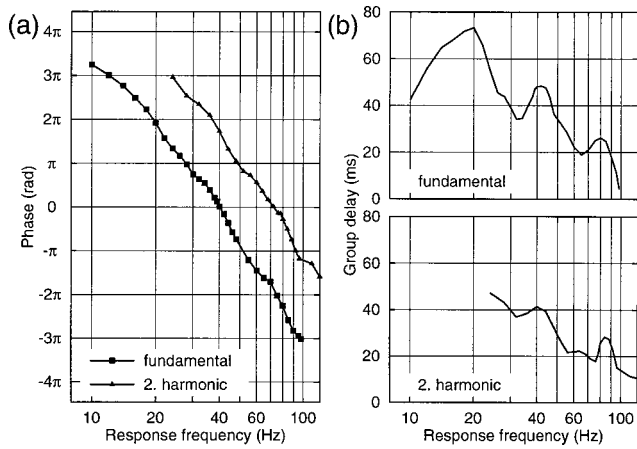 (a)
4π
3π
2π
π
0
-π
-2π
-3π
-4π
Phase (rad)
fundamental
2. harmonic
10 20 40 60 100
Response frequency (Hz)
(b)
80
60
40
20
0
fundamental
80
60
40
20
0
2. harmonic
Group delay (ms)
10 20 40 60 100
Response frequency (Hz)